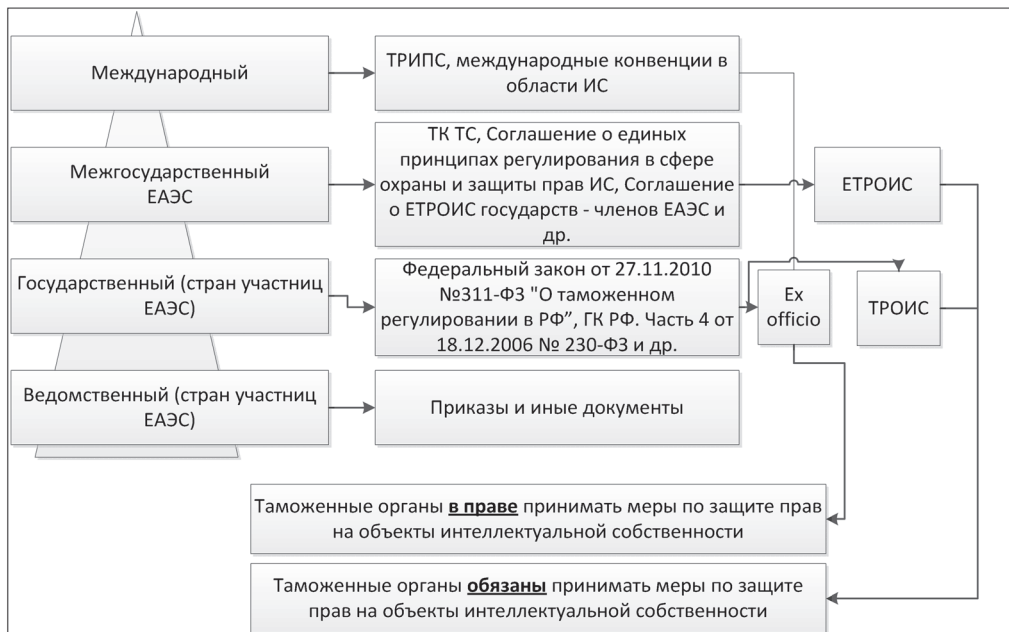 Международный
ТРИПС, международные конвенции в
области ИС
Межгосударственный
ЕАЭС
ТК ТС, Соглашение о единых
принципах регулирования в сфере
охраны и защиты прав ИС, Соглашение
о ЕТРОИС государств - членов ЕАЭС и
др.
ЕТРОИС
Государственный (стран участниц
ЕАЭС)
Федеральный закон от 27.11.2010
№311-ФЗ "О таможенном
регулировании в РФ”, ГК РФ. Часть 4 от
18.12.2006 № 230-ФЗ и др.
Ex
officio
ТРОИС
Ведомственный (стран участниц
ЕАЭС)
Приказы и иные документы
Таможенные органы в праве принимать меры по защите прав
на объекты интеллектуальной собственности
Таможенные органы обязаны принимать меры по защите
прав на объекты интеллектуальной собственности